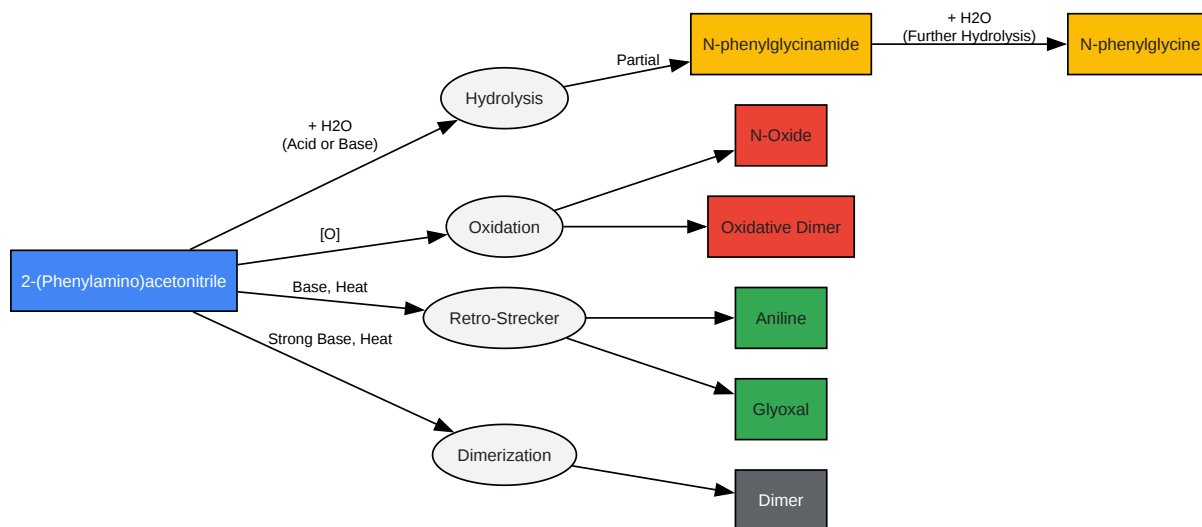 N-phenylglycinamide
+ H2O
(Further Hydrolysis)
N-phenylglycine
Partial
Hydrolysis
+ H2O
(Acid or Base)
N-Oxide
[O]
Oxidation
Oxidative Dimer
2-(Phenylamino)acetonitrile
Base, Heat
Retro-Strecker
Aniline
Strong Base, Heat
Glyoxal
Dimerization
Dimer